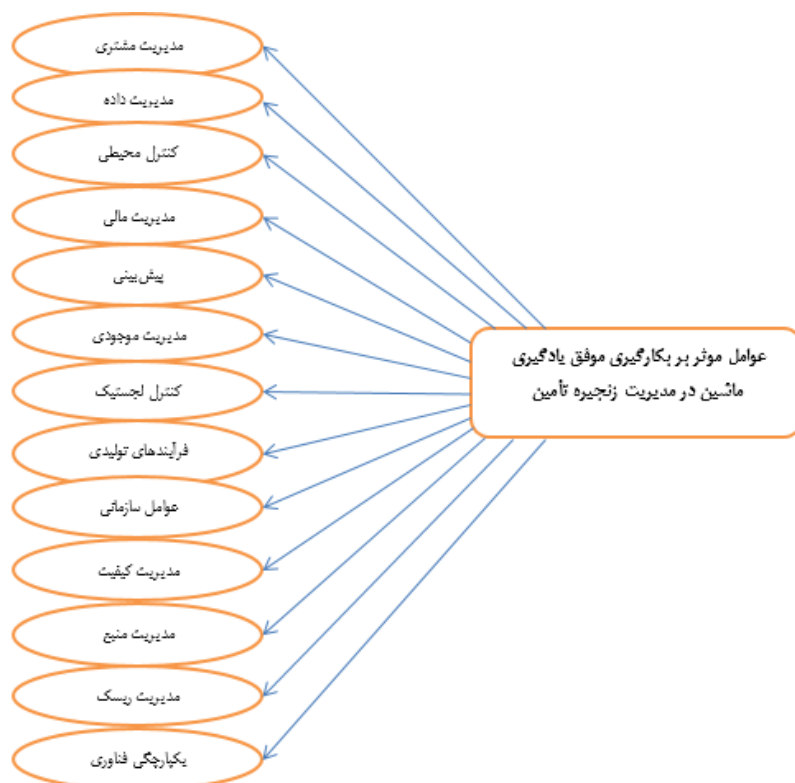 مدیریت مشتری
مدیریت داده
کنترل محیطی
مدیریت مالی
پیش‌بینی
مدیریت موجودی
کنترل لجستیک
فرآیندهای تولیدی
عوامل سازمانی
مدیریت کیفیت
مدیریت منبع
مدیریت ریسک
یکپارچگی فناوری
عوامل موثر بر بکارگیری موفق یادگیری
ماشین در مدیریت زنجیره تأمین